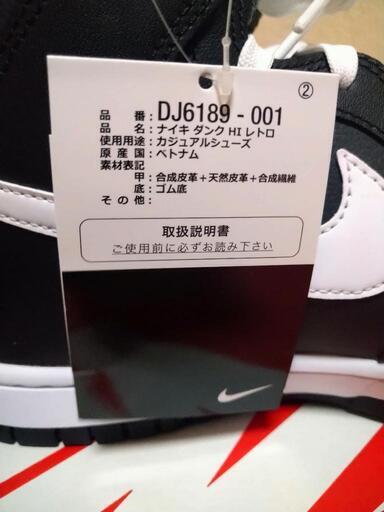 ②
品番：DJ6189-001
品名：ナイキ ダンク HI レトロ
使用用途：カジュアルシューズ
原産国：ベトナム
素材表記
甲：合成皮革＋天然皮革＋合成繊維
底：ゴム底
その他：
取扱説明書
ご使用前に必ずお読み下さい